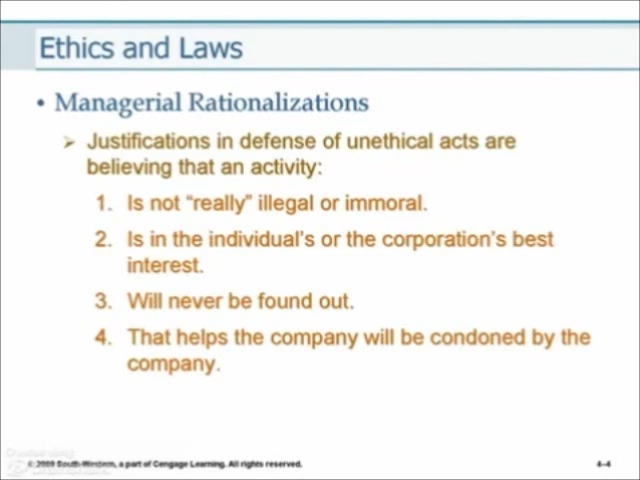 Ethics and Laws
• Managerial Rationalizations
➢ Justifications in defense of unethical acts are
believing that an activity:
1. Is not “really” illegal or immoral.
2. Is in the individual’s or the corporation’s best
interest.
3. Will never be found out.
4. That helps the company will be condoned by the
company.
© 2009 South-Western, a part of Cengage Learning. All rights reserved.
4–4